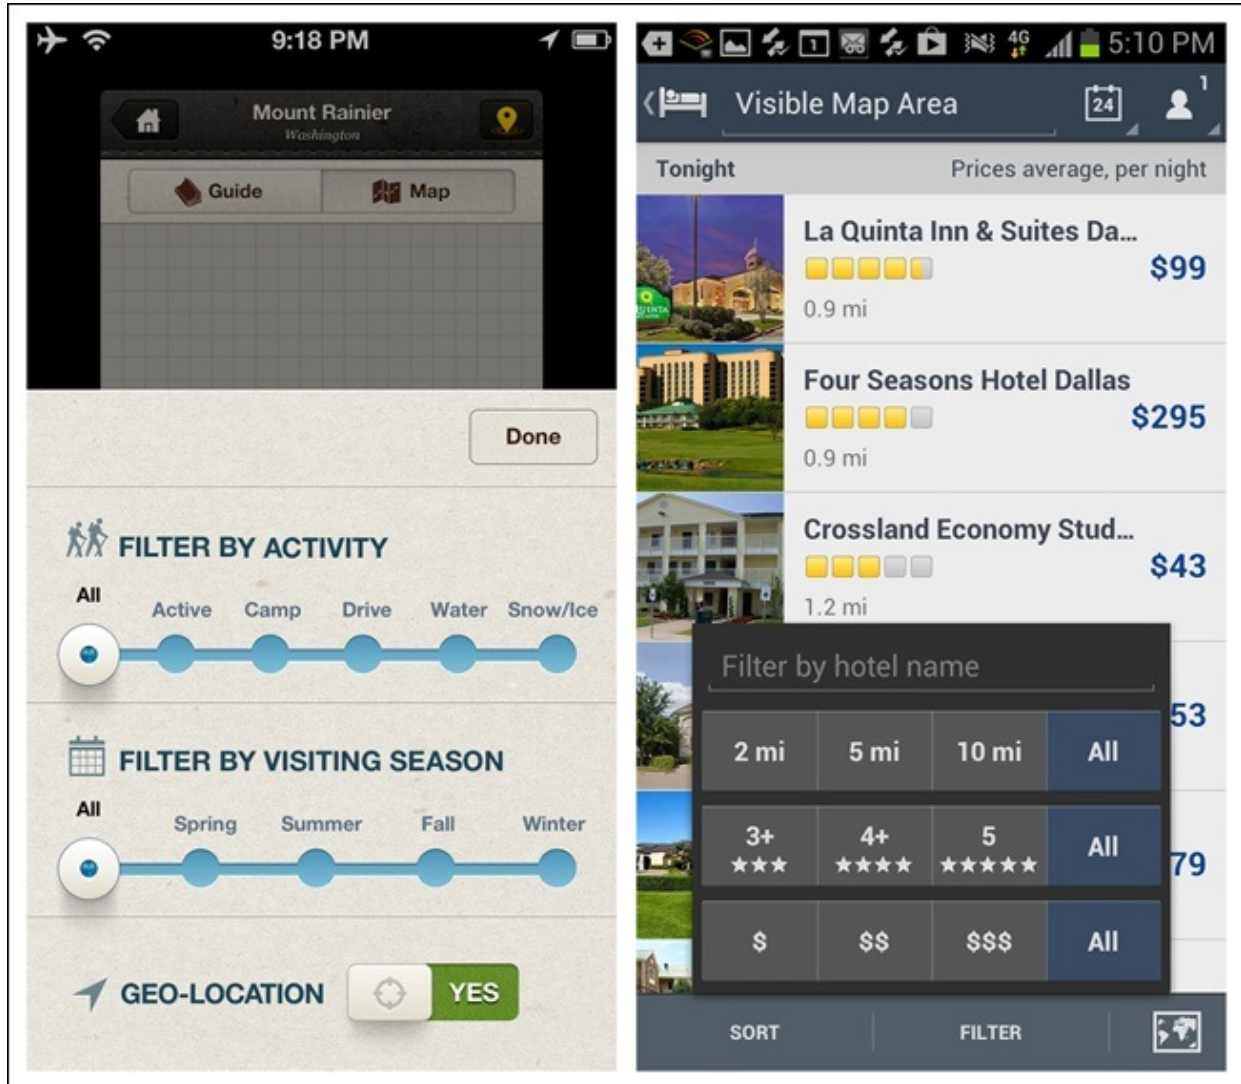 9:18 PM
Mount Rainier
Washington
Guide
Map
Done
FILTER BY ACTIVITY
All
Active
Camp
Drive
Water
Snow/Ice
FILTER BY VISITING SEASON
All
Spring
Summer
Fall
Winter
GEO-LOCATION
YES
1
4G
5:10 PM
Visible Map Area
24
1
Tonight
Prices average, per night
La Quinta Inn & Suites Da...
$99
0.9 mi
QUINTA
Four Seasons Hotel Dallas
$295
0.9 mi
Crossland Economy Stud...
$43
1.2 mi
Filter by hotel name
53
2 mi
5 mi
10 mi
All
3+
4+
5
All
79
$
$$
$$$
All
SORT
FILTER